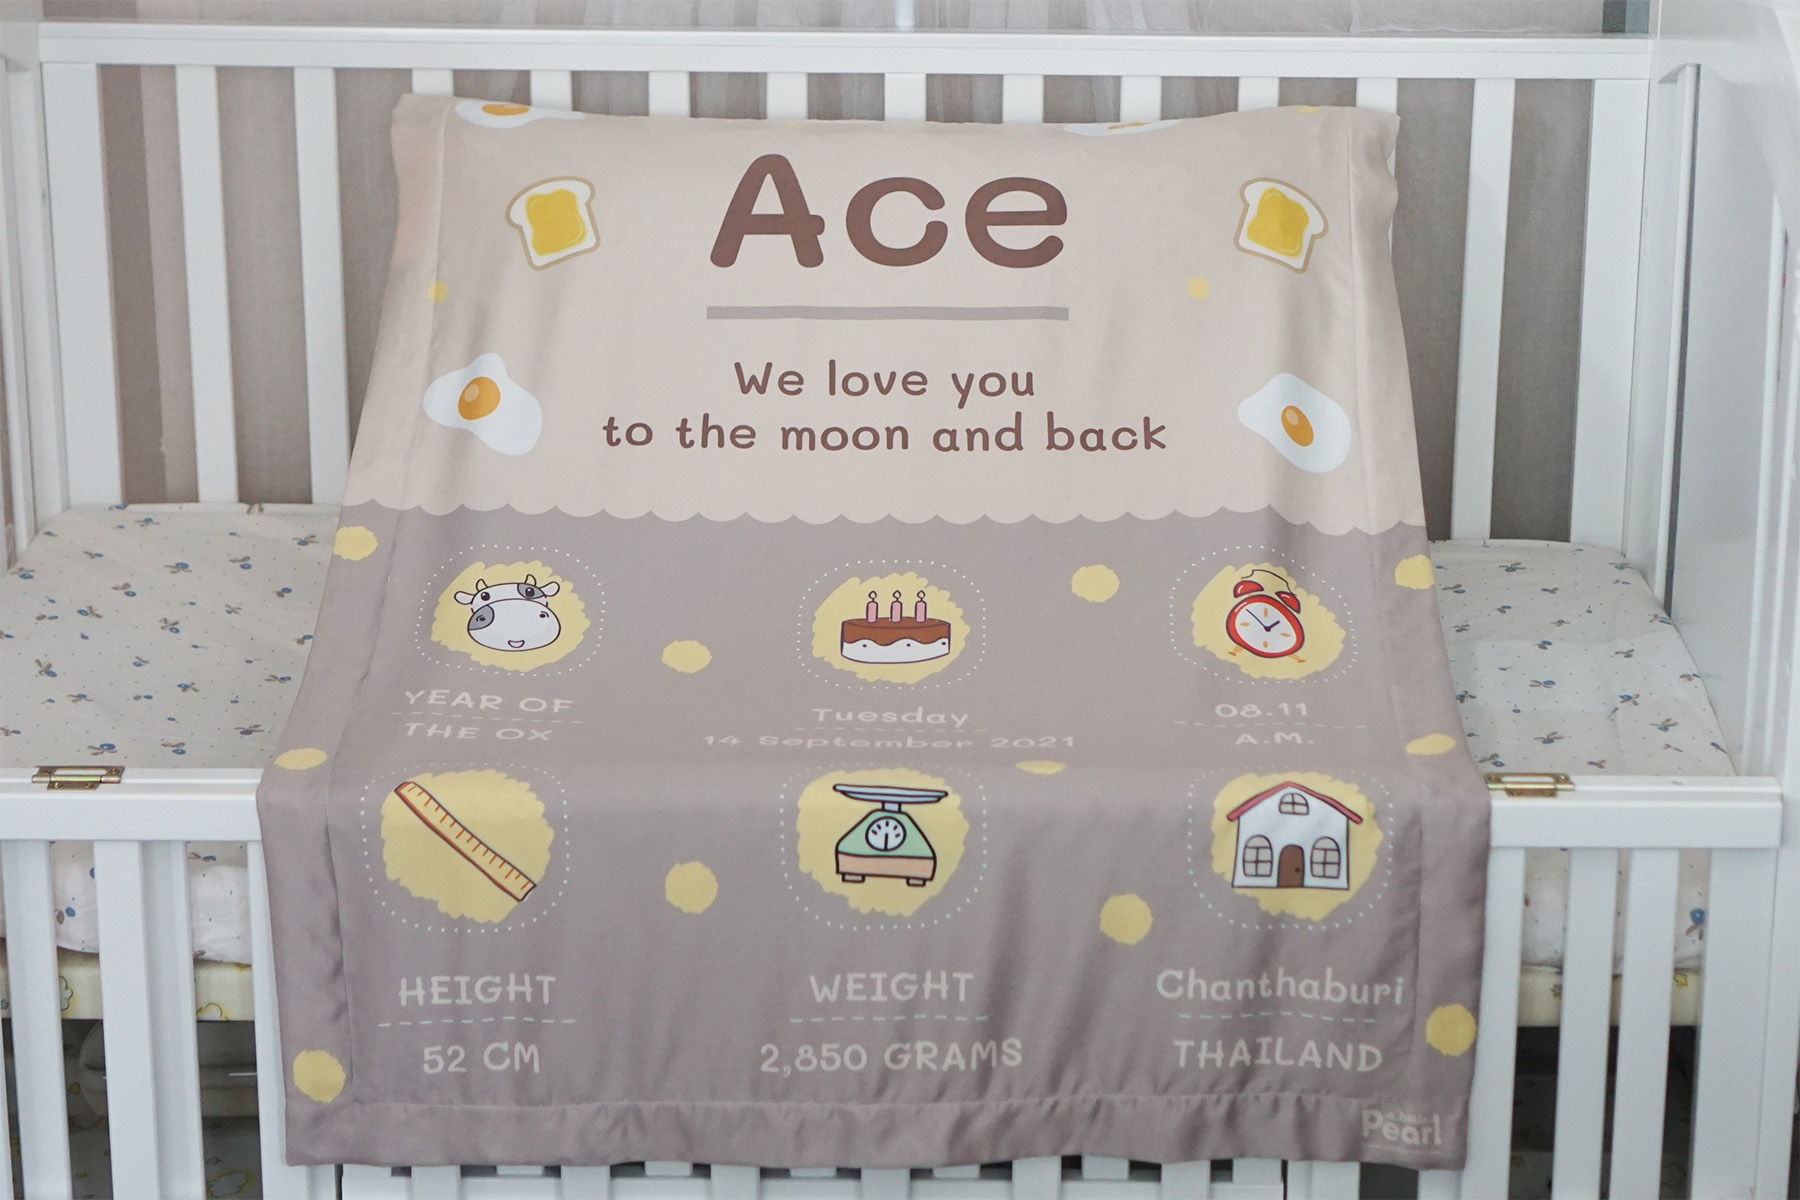 Ace
We love you
to the moon and back
YEAR OF
THE OX
Tuesday
14 September 2021
08.11
A.M.
HEIGHT
52 CM
WEIGHT
2,850 GRAMS
Chanthaburi
THAILAND
Pearl